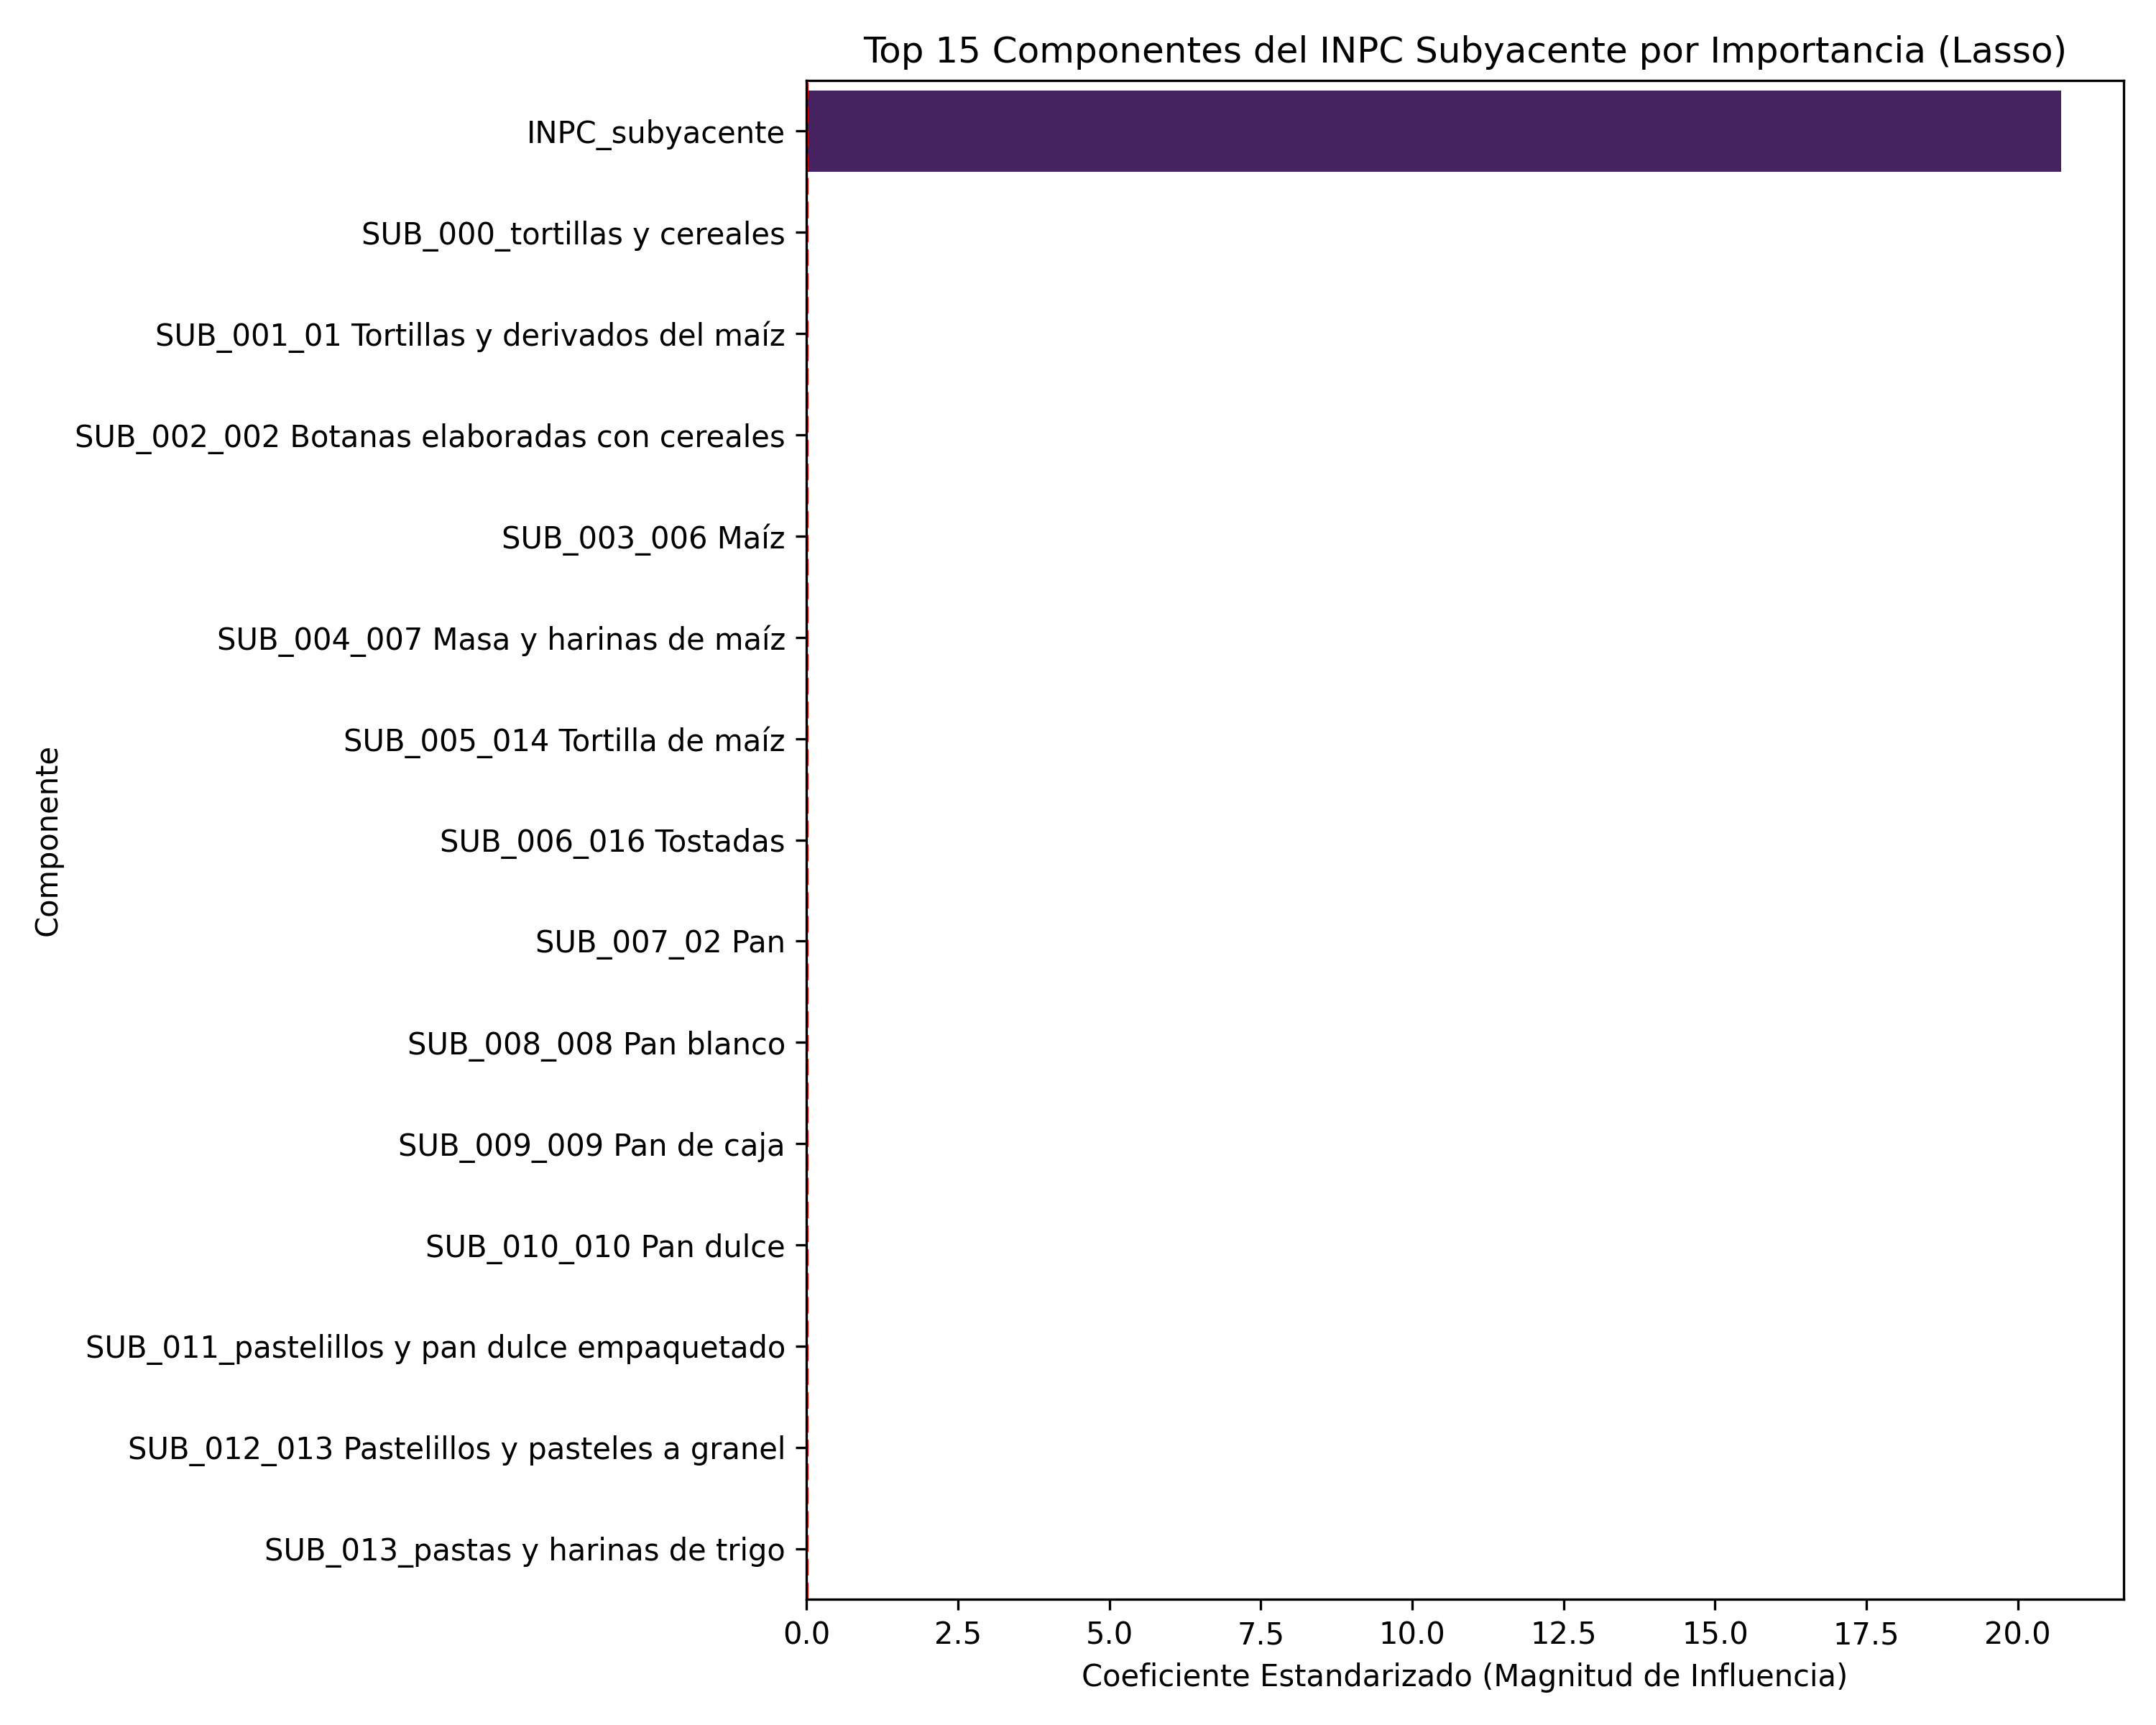 Top 15 Componentes del INPC Subyacente por Importancia (Lasso)
INPC_subyacente
SUB_000_tortillas y cereales
SUB_001_01 Tortillas y derivados del maíz
SUB_002_002 Botanas elaboradas con cereales
SUB_003_006 Maíz
SUB_004_007 Masa y harinas de maíz
SUB_005_014 Tortilla de maíz
SUB_006_016 Tostadas
SUB_007_02 Pan
SUB_008_008 Pan blanco
SUB_009_009 Pan de caja
SUB_010_010 Pan dulce
SUB_011_pastelillos y pan dulce empaquetado
SUB_012_013 Pastelillos y pasteles a granel
SUB_013_pastas y harinas de trigo
Componente
0.0 2.5 5.0 7.5 10.0 12.5 15.0 17.5 20.0
Coeficiente Estandarizado (Magnitud de Influencia)